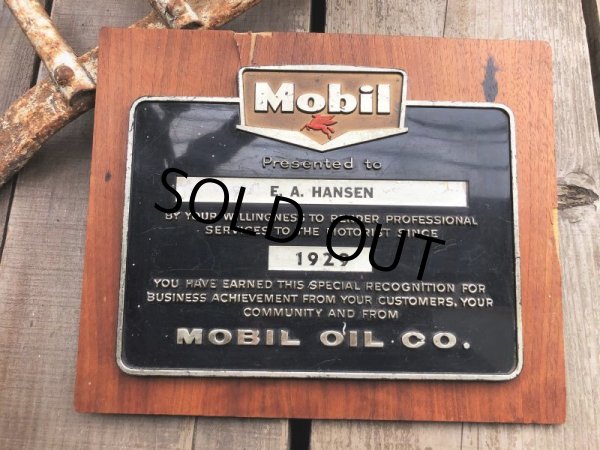 Mobil
Presented to
E. A. HANSEN
BY YOUR WILLINGNESS TO RENDER PROFESSIONAL
SERVICES TO THE MOTORIST SINCE
1929
YOU HAVE EARNED THIS SPECIAL RECOGNITION FOR
BUSINESS ACHIEVEMENT FROM YOUR CUSTOMERS, YOUR
COMMUNITY AND FROM
MOBIL OIL CO.
SOLD OUT